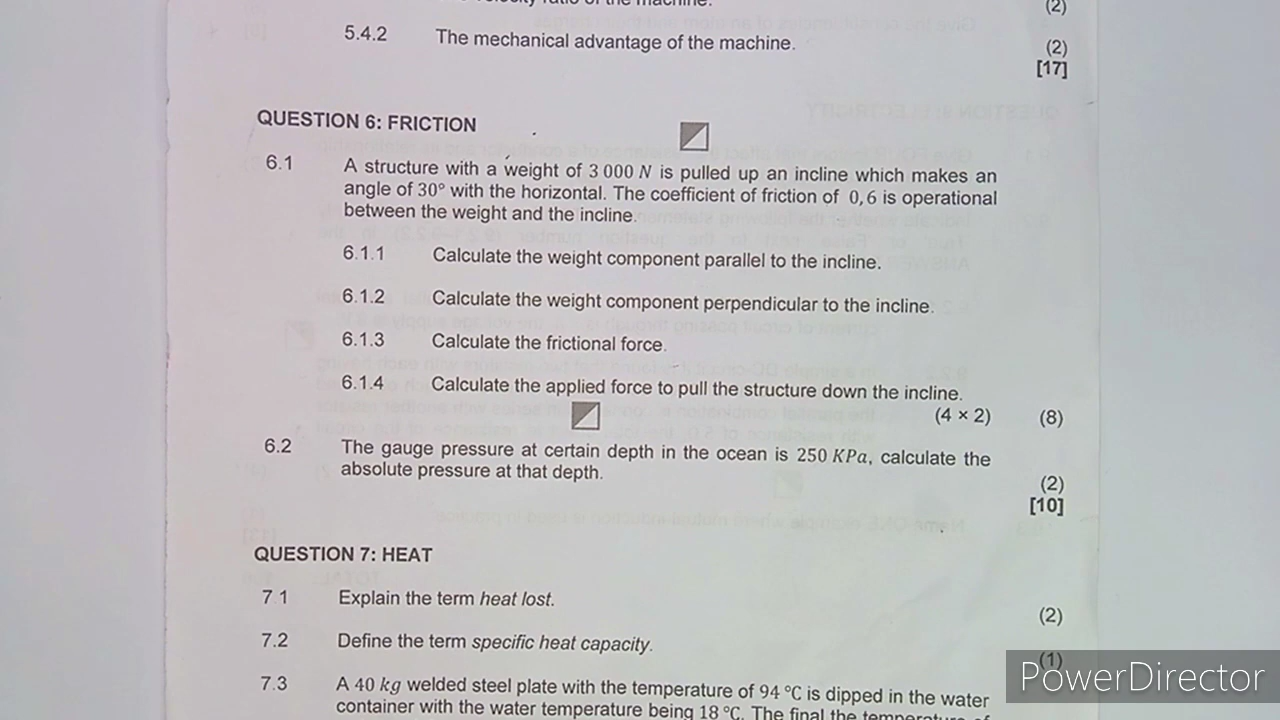 ratio of the machine.
(2)
5.4.2 The mechanical advantage of the machine.
(2)
[17]
QUESTION 6: FRICTION
6.1 A structure with a weight of 3 000 N is pulled up an incline which makes an
angle of 30° with the horizontal. The coefficient of friction of 0,6 is operational
between the weight and the incline.
6.1.1 Calculate the weight component parallel to the incline.
6.1.2 Calculate the weight component perpendicular to the incline.
6.1.3 Calculate the frictional force.
6.1.4 Calculate the applied force to pull the structure down the incline.
(4 × 2) (8)
6.2 The gauge pressure at certain depth in the ocean is 250 KPa, calculate the
absolute pressure at that depth.
(2)
[10]
QUESTION 7: HEAT
7.1 Explain the term heat lost.
(2)
7.2 Define the term specific heat capacity.
(1)
7.3 A 40 kg welded steel plate with the temperature of 94 °C is dipped in the water
container with the water temperature being 18 °C. The final the temperature of
PowerDirector